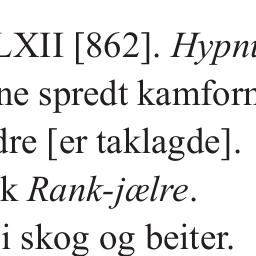 LXII [862]. Hypn
ne spredt kamforn
dre [er taklagde].
k Rank-jælre.
i skog og beiter.